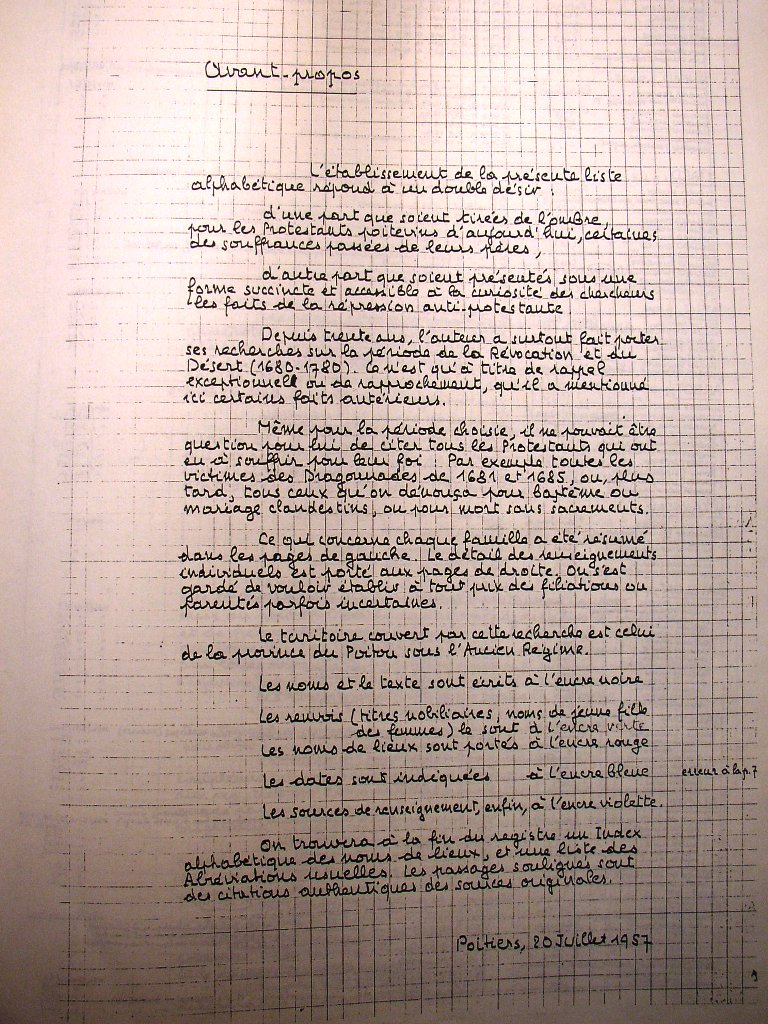 Avant-propos
L'établissement de la présente liste
alphabétique répond à un double désir :
d'une part que soient tirées de l'ombre,
pour les Protestants poitevins d'aujourd'hui, certaines
des souffrances passées de leurs pères,
d'autre part que soient présentés sous une
forme succincte et accessible à la curiosité des chercheurs
les faits de la répression anti-protestante
Depuis trente ans, l'auteur a surtout fait porter
ses recherches sur la période de la Révocation et du
Désert (1680-1780). Ce n'est qu'à titre de rappel
exceptionnel ou de rapprochement, qu'il a mentionné
ici certains faits antérieurs.
Même pour la période choisie, il ne pouvait être
question pour lui de citer tous les Protestants qui ont
eu à souffrir pour leur foi : Par exemple toutes les
victimes des Dragonnades de 1681 et 1685, ou, plus
tard, tous ceux qu'on dénonça pour baptême ou
mariage clandestins, ou pour mort sans sacrements.
Ce qui concerne chaque famille a été résumé
dans les pages de gauche. Le détail des renseignements
individuels est porté aux pages de droite. On s'est
gardé de vouloir établir à tout prix des filiations ou
parentés parfois incertaines.
Le territoire couvert par cette recherche est celui
de la province du Poitou sous l'Ancien Régime.
Les noms et le texte sont écrits à l'encre noire
Les renvois (titres nobiliaires, noms de jeune fille
des femmes) le sont à l'encre verte
Les noms de lieux sont portés à l'encre rouge
Les dates sont indiquées à l'encre bleue erreur à la p. 7
Les sources de renseignement, enfin, à l'encre violette.
On trouvera à la fin du registre un Index
alphabétique des noms de lieux, et une liste des
Abréviations usuelles. Les passages soulignés sont
des citations authentiques des sources originales.
Poitiers, 20 Juillet 1957